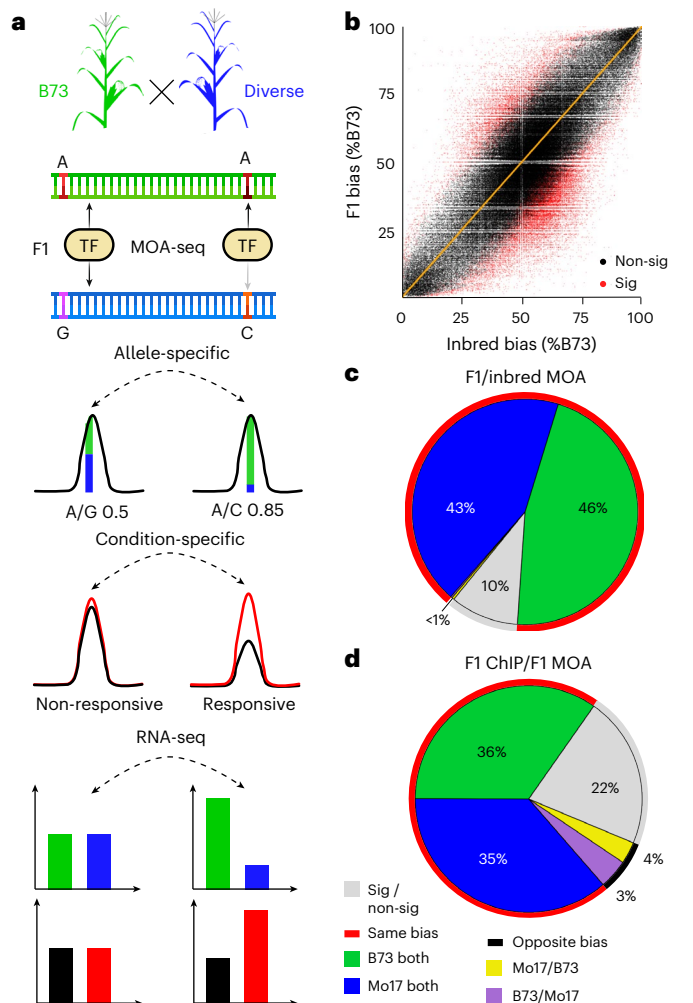 a
B73
Diverse
A
A
F1
TF
MOA-seq
TF
G
C
Allele-specific
A/G 0.5
A/C 0.85
Condition-specific
Non-responsive
Responsive
RNA-seq
b
F1 bias (%B73)
100
75
50
25
Non-sig
Sig
0
25
50
75
100
Inbred bias (%B73)
c
F1/inbred MOA
43%
46%
10%
<1%
d
F1 ChIP/F1 MOA
36%
22%
35%
4%
3%
Sig /
non-sig
Same bias
B73 both
Mo17 both
Opposite bias
Mo17/B73
B73/Mo17